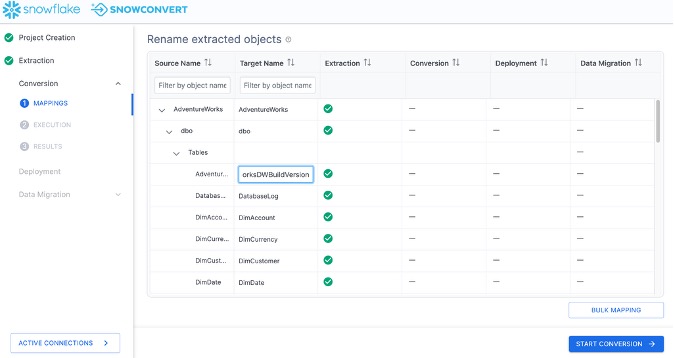 snowflake SNOWCONVERT
Project Creation
Extraction
Conversion
1 MAPPINGS
2 EXECUTION
3 RESULTS
Deployment
Data Migration
ACTIVE CONNECTIONS
Rename extracted objects
Source Name Target Name Extraction Conversion Deployment Data Migration
Filter by object name Filter by object name
AdventureWorks AdventureWorks — — —
dbo dbo — — —
Tables —
Adventur... orksDWBuildVersion — — —
Databas... DatabaseLog — — —
DimAcco... DimAccount — — —
DimCurre... DimCurrency — — —
DimCust... DimCustomer — — —
DimDate DimDate — — —
BULK MAPPING
START CONVERSION